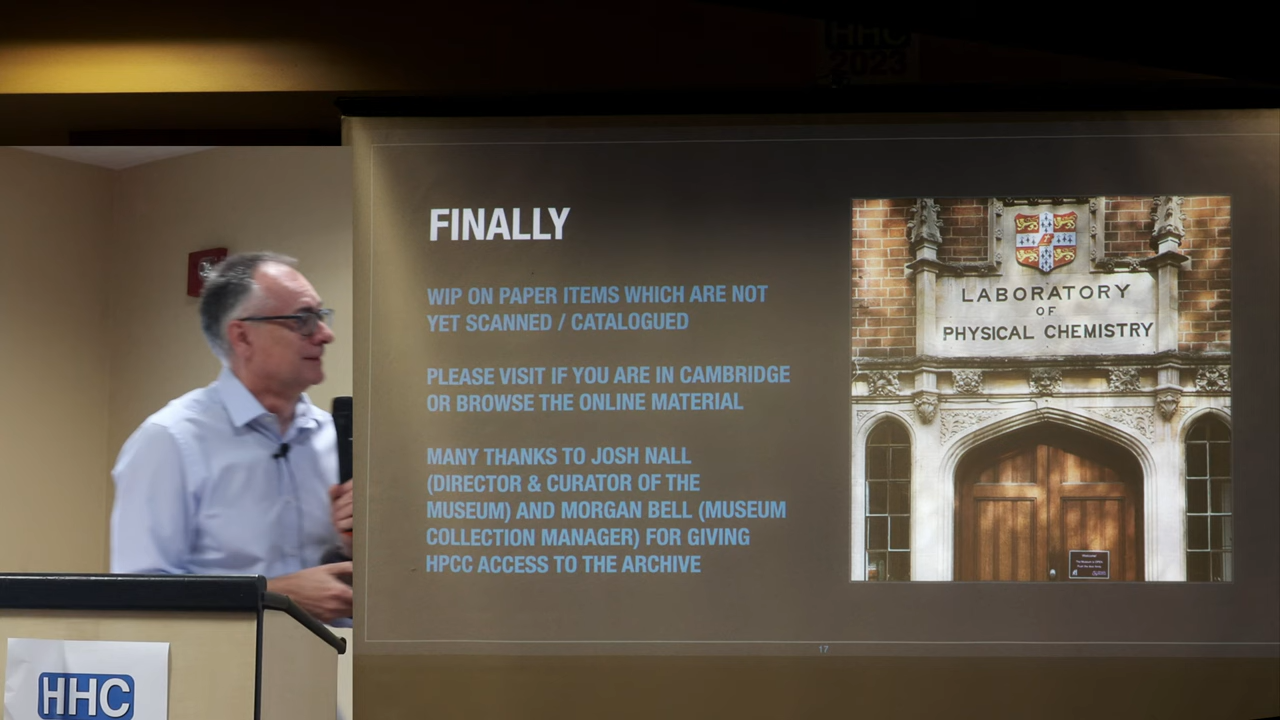 HHC
2023
FINALLY
WIP ON PAPER ITEMS WHICH ARE NOT
YET SCANNED / CATALOGUED
PLEASE VISIT IF YOU ARE IN CAMBRIDGE
OR BROWSE THE ONLINE MATERIAL
MANY THANKS TO JOSH NALL
(DIRECTOR & CURATOR OF THE
MUSEUM) AND MORGAN BELL (MUSEUM
COLLECTION MANAGER) FOR GIVING
HPCC ACCESS TO THE ARCHIVE
LABORATORY
OF
PHYSICAL CHEMISTRY
17
HHC